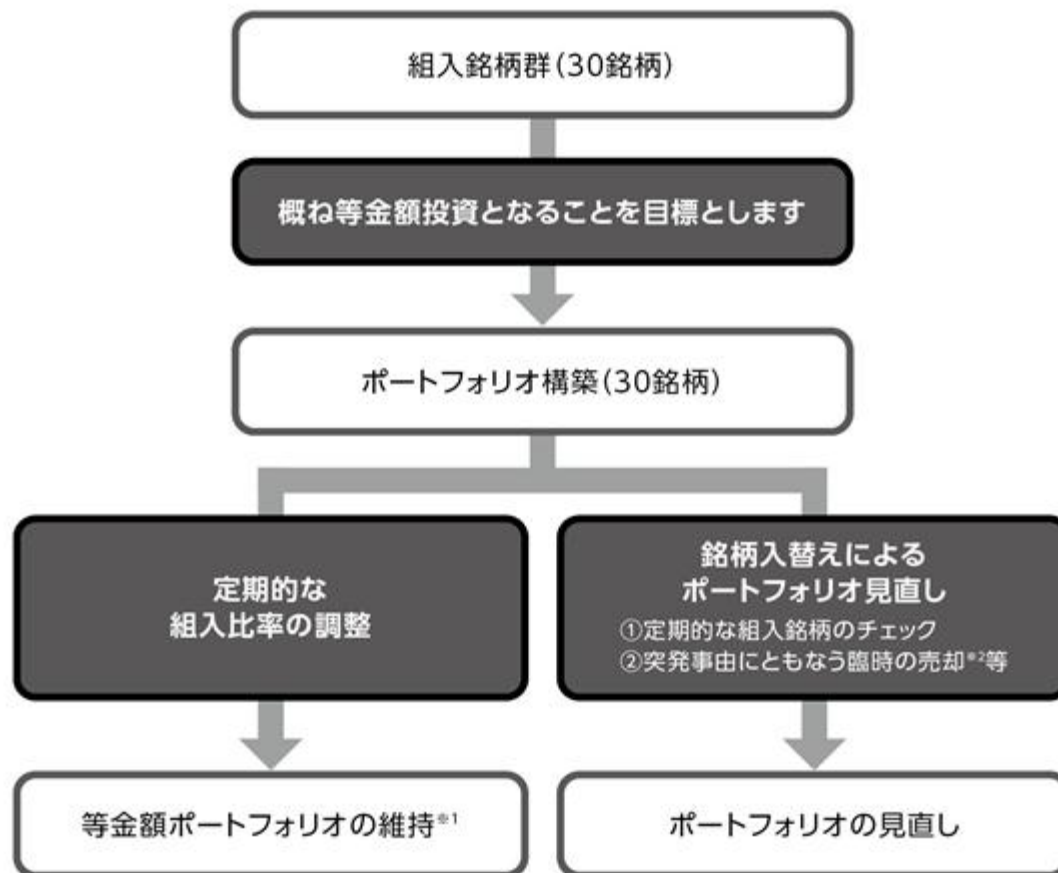 組入銘柄群(30銘柄)
概ね等金額投資となることを目標とします
ポートフォリオ構築(30銘柄)
定期的な
組入比率の調整
銘柄入替えによる
ポートフォリオ見直し
①定期的な組入銘柄のチェック
②突発事由にともなう臨時の売却※2等
等金額ポートフォリオの維持※1
ポートフォリオの見直し